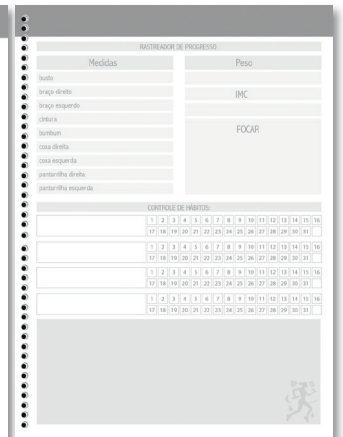 RASTREADOR DE PROGRESSO
Medidas
busto
braço direito
braço esquerdo
cintura
bumbum
coxa direita
coxa esquerda
panturrilha direita
panturrilha esquerda
Peso
IMC
FOCAR
CONTROLE DE HÁBITOS:
1 2 3 4 5 6 7 8 9 10 11 12 13 14 15 16
17 18 19 20 21 22 23 24 25 26 27 28 29 30 31
1 2 3 4 5 6 7 8 9 10 11 12 13 14 15 16
17 18 19 20 21 22 23 24 25 26 27 28 29 30 31
1 2 3 4 5 6 7 8 9 10 11 12 13 14 15 16
17 18 19 20 21 22 23 24 25 26 27 28 29 30 31
1 2 3 4 5 6 7 8 9 10 11 12 13 14 15 16
17 18 19 20 21 22 23 24 25 26 27 28 29 30 31